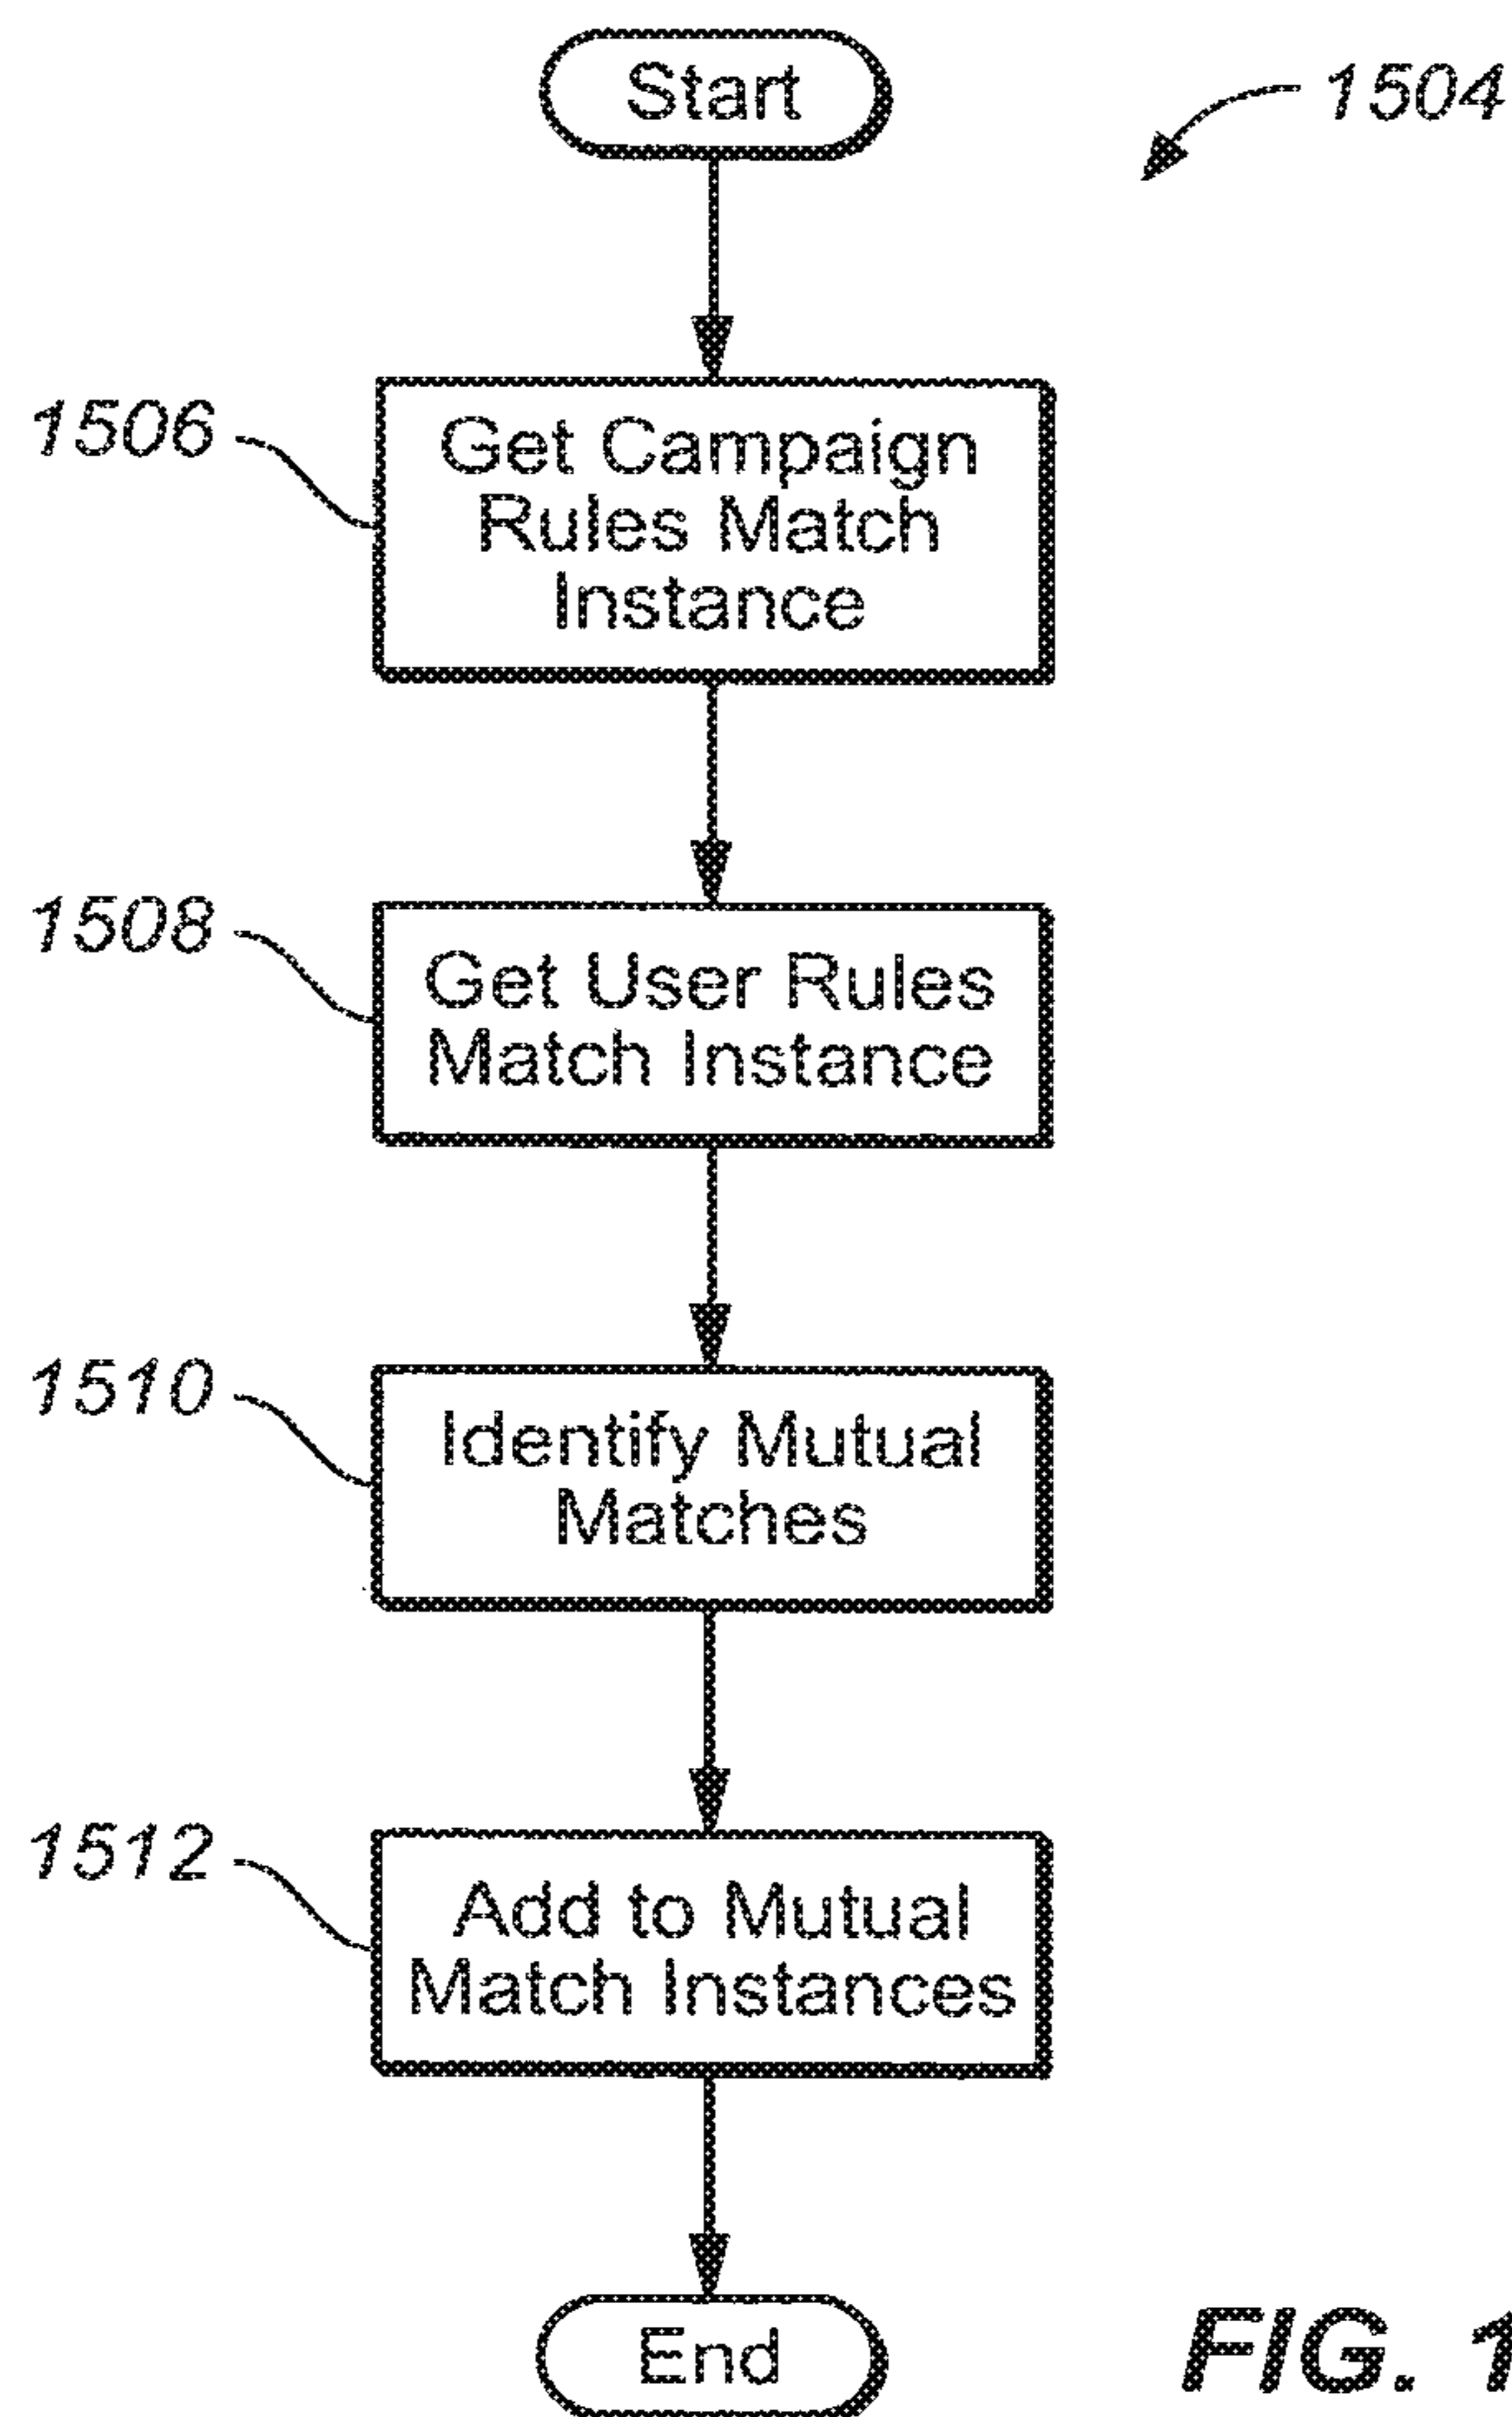 Start
1504
1506
Get Campaign
Rules Match
Instance
1508
Get User Rules
Match Instance
1510
Identify Mutual
Matches
1512
Add to Mutual
Match Instances
End
FIG.